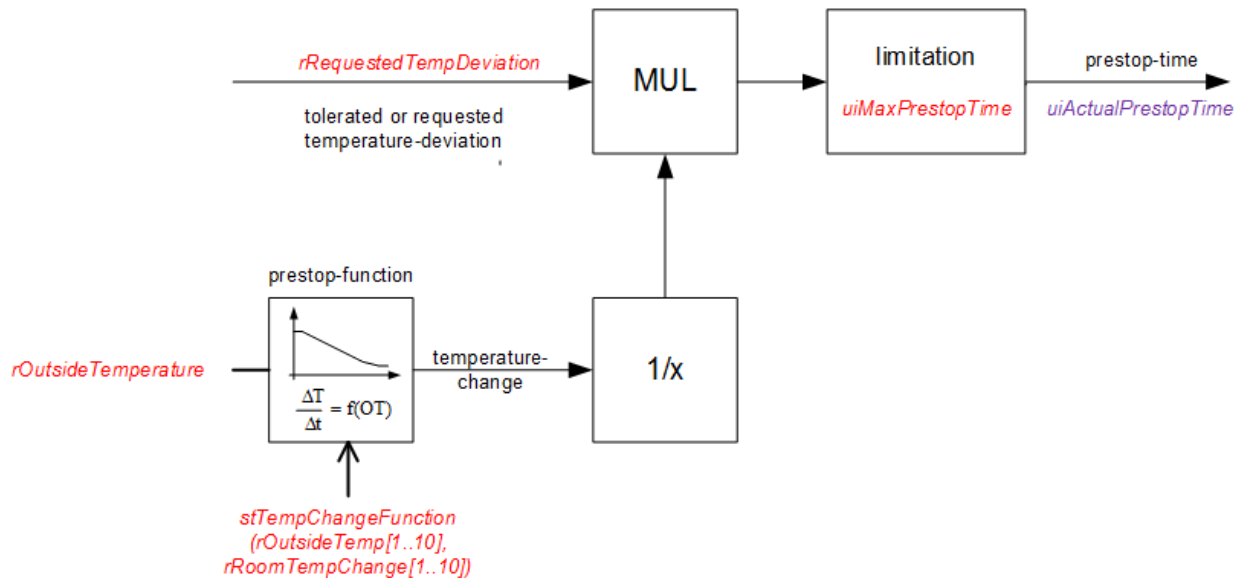 rRequestedTempDeviation
tolerated or requested
temperature-deviation
MUL
limitation
uiMaxPrestopTime
prestop-time
uiActualPrestopTime
prestop-function
rOutsideTemperature
ΔT
Δt
= f(OT)
temperature-
change
1/x
stTempChangeFunction
(rOutsideTemp[1..10],
rRoomTempChange[1..10])